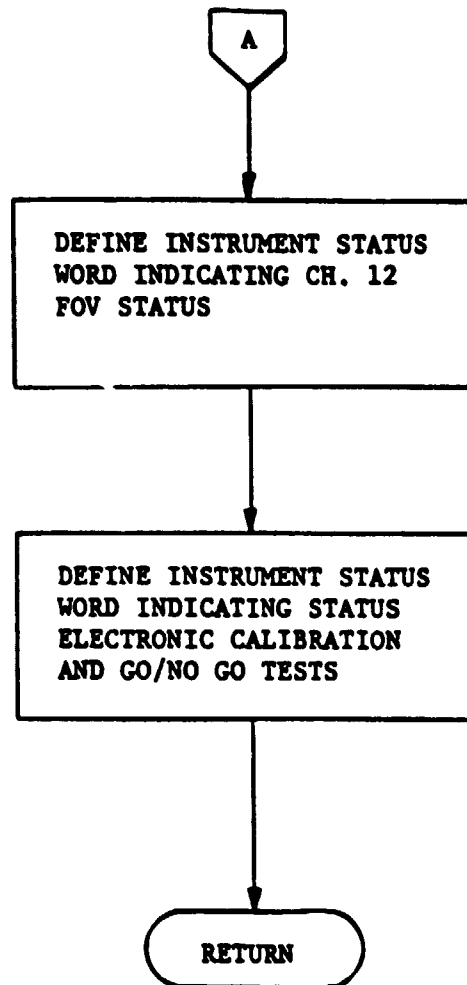 A
DEFINE INSTRUMENT STATUS
WORD INDICATING CH. 12
FOV STATUS
DEFINE INSTRUMENT STATUS
WORD INDICATING STATUS
ELECTRONIC CALIBRATION
AND GO/NO GO TESTS
RETURN